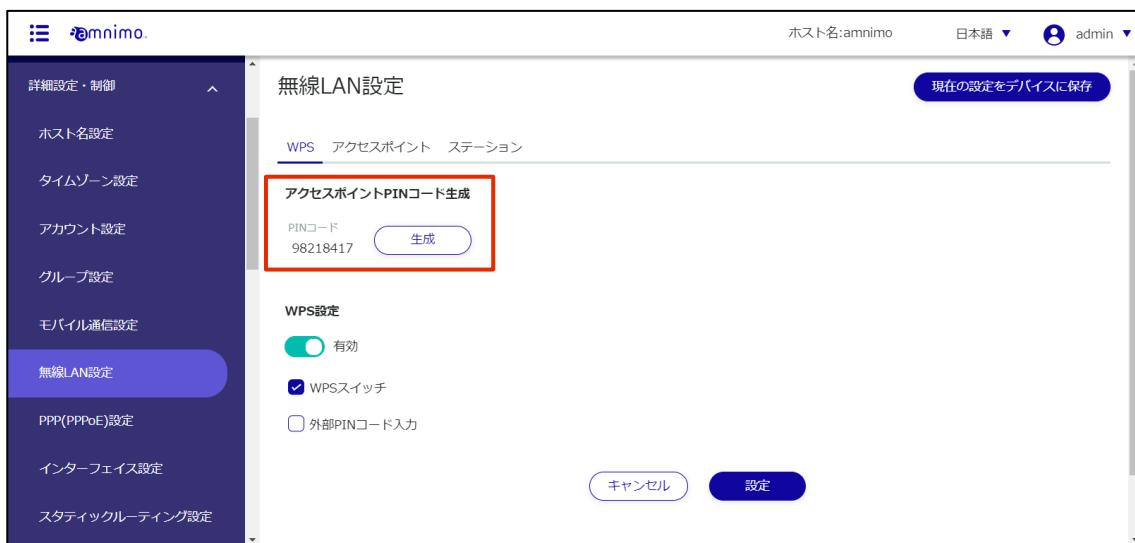 amnimo.
ホスト名:amnimo
日本語 ▼
admin ▼
詳細設定・制御
ホスト名設定
タイムゾーン設定
アカウント設定
グループ設定
モバイル通信設定
無線LAN設定
PPP(PPPoE)設定
インターフェイス設定
スタティックルーティング設定
無線LAN設定
現在の設定をデバイスに保存
WPS アクセスポイント ステーション
アクセスポイントPINコード生成
PINコード
98218417
生成
WPS設定
有効
WPSスイッチ
外部PINコード入力
キャンセル
設定